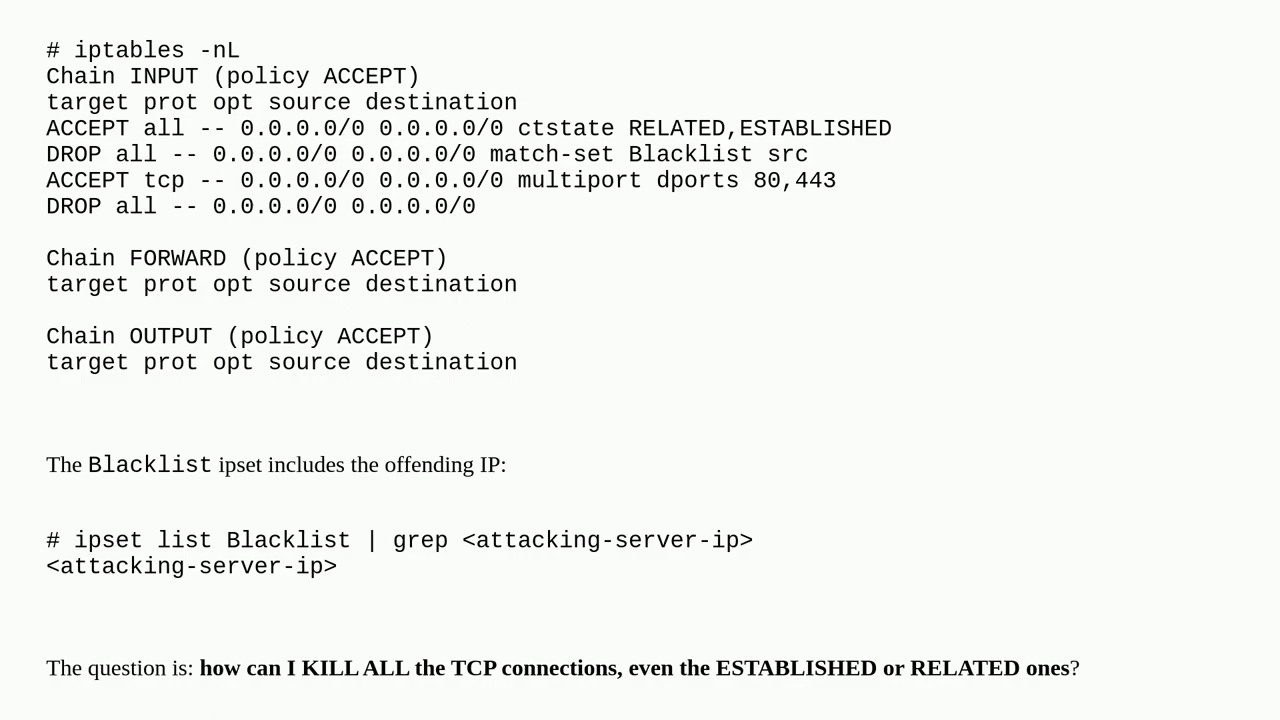 # iptables -nL
Chain INPUT (policy ACCEPT)
target prot opt source destination
ACCEPT all -- 0.0.0.0/0 0.0.0.0/0 ctstate RELATED,ESTABLISHED
DROP all -- 0.0.0.0/0 0.0.0.0/0 match-set Blacklist src
ACCEPT tcp -- 0.0.0.0/0 0.0.0.0/0 multiport dports 80,443
DROP all -- 0.0.0.0/0 0.0.0.0/0
Chain FORWARD (policy ACCEPT)
target prot opt source destination
Chain OUTPUT (policy ACCEPT)
target prot opt source destination
The Blacklist ipset includes the offending IP:
# ipset list Blacklist | grep <attacking-server-ip>
<attacking-server-ip>
The question is: how can I KILL ALL the TCP connections, even the ESTABLISHED or RELATED ones?